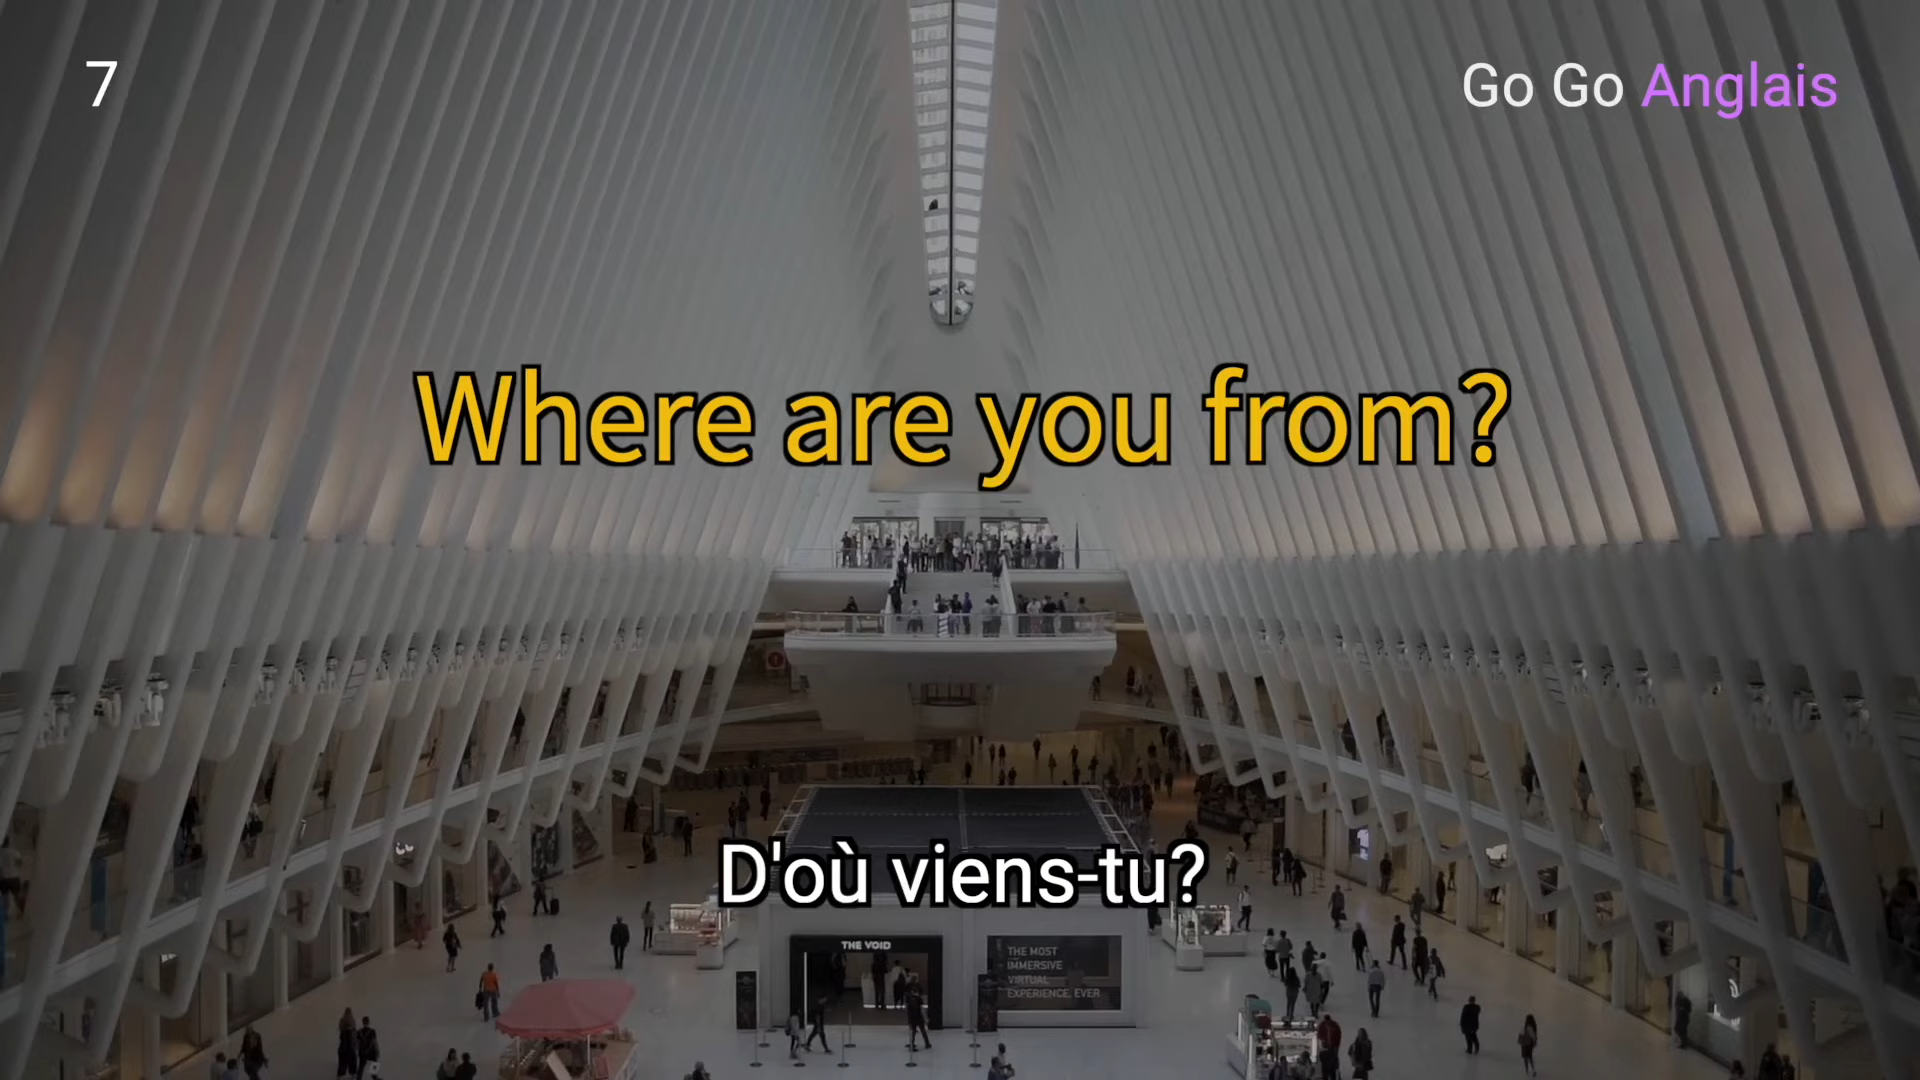 7
Go Go Anglais
Where are you from?
D'où viens-tu?
THE VOID
THE MOST
IMMERSIVE
VIRTUAL
EXPERIENCE, EVER